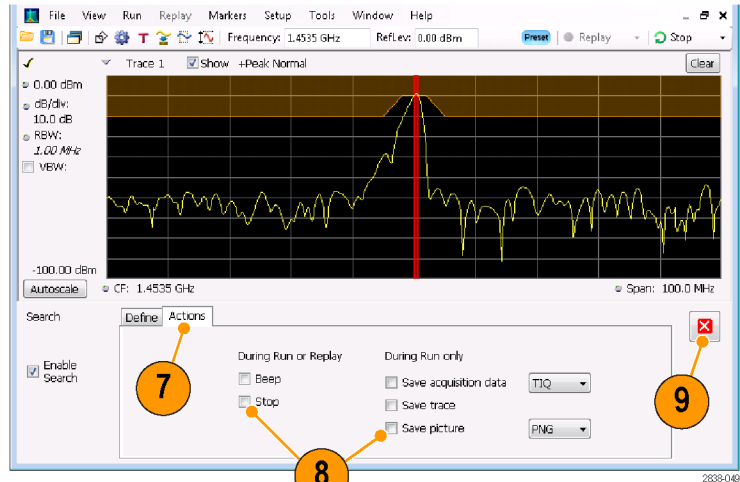 File View Run Replay Markers Setup Tools Window Help
T Frequency: 1.4535 GHz RefLev: 0.00 dBm Preset Replay Stop
Trace 1 Show +Peak Normal Clear
0.00 dBm
dB/div:
10.0 dB
RBW:
1.00 MHz
VBW:
-100.00 dBm
Autoscale CF: 1.4535 GHz Span: 100.0 MHz
Search Define Actions
During Run or Replay During Run only
Enable Search
Beep Save acquisition data TIQ
Stop Save trace
Save picture PNG
7
8
9
2838-049